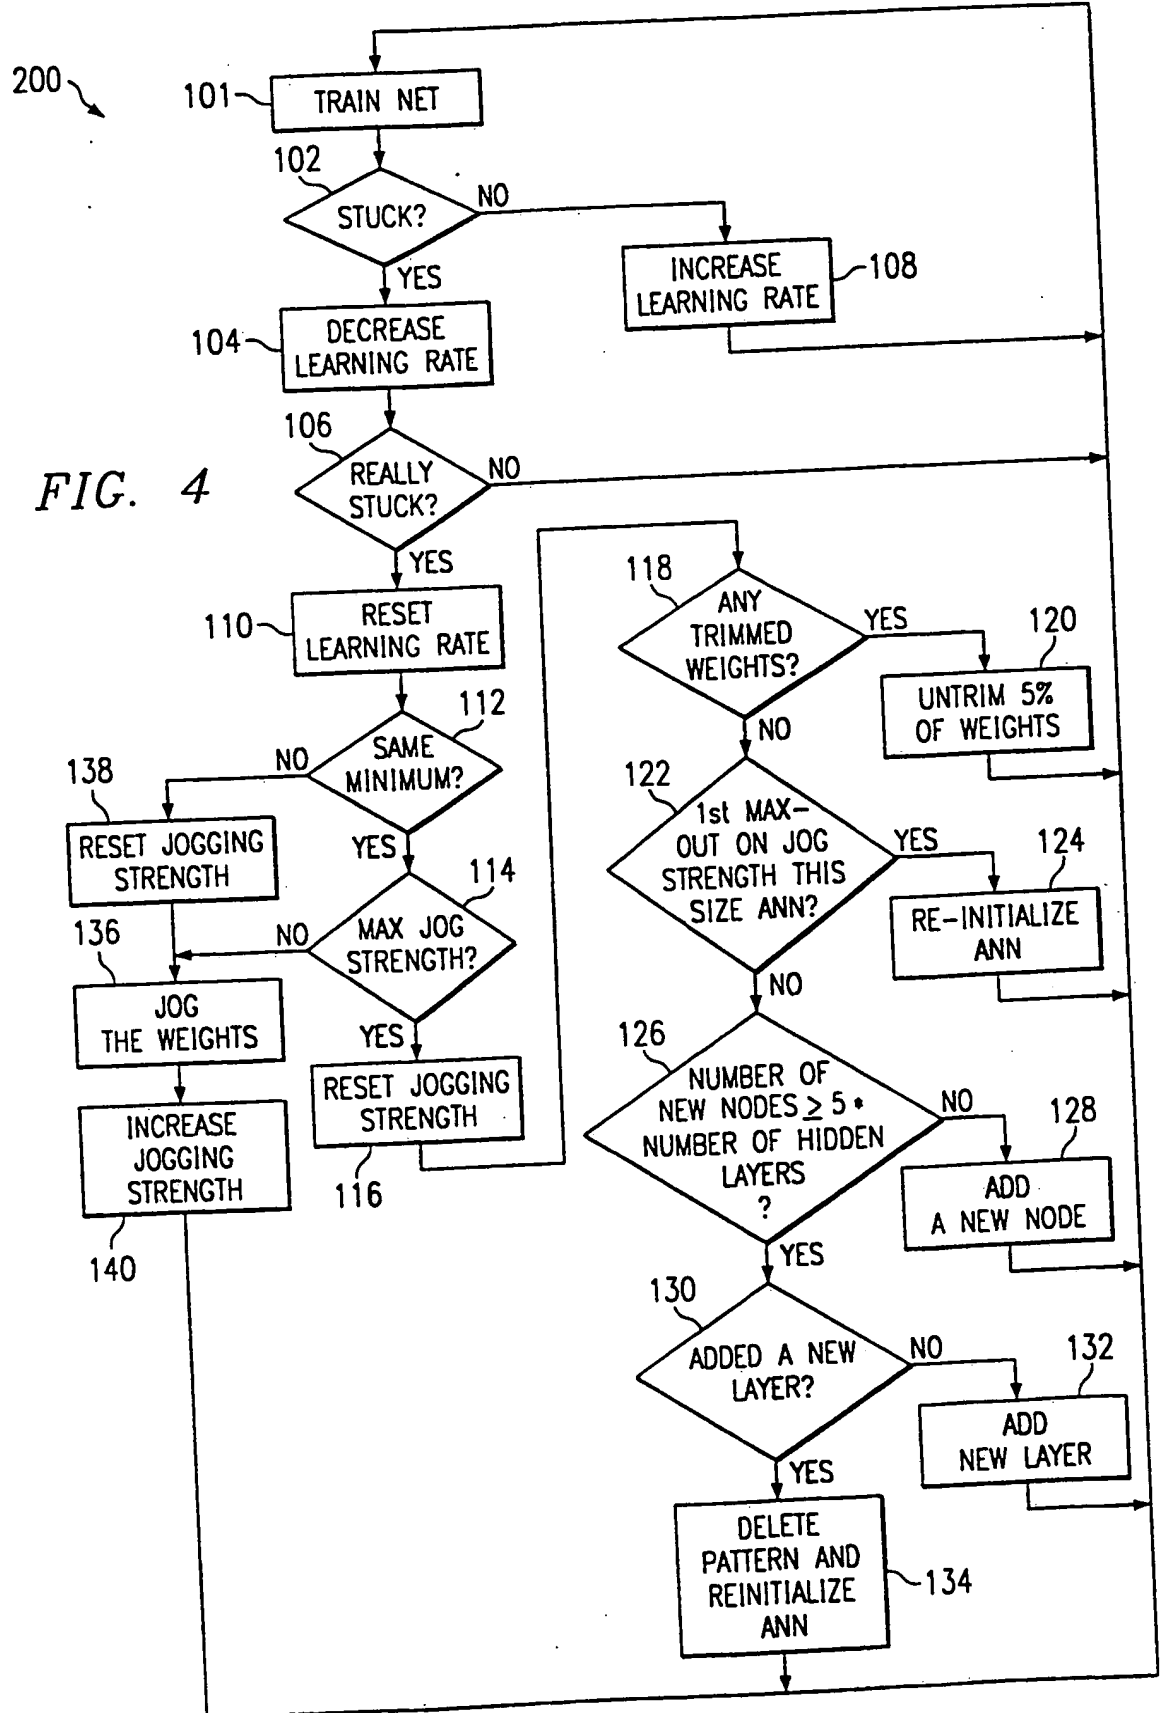 200
101
TRAIN NET
102
STUCK?
NO
YES
INCREASE
LEARNING RATE
108
104
DECREASE
LEARNING RATE
106
REALLY
STUCK?
NO
YES
FIG. 4
110
RESET
LEARNING RATE
112
SAME
MINIMUM?
NO
YES
138
RESET JOGGING
STRENGTH
114
MAX JOG
STRENGTH?
NO
YES
136
JOG
THE WEIGHTS
116
RESET JOGGING
STRENGTH
INCREASE
JOGGING
STRENGTH
140
118
ANY
TRIMMED
WEIGHTS?
YES
NO
120
UNTRIM 5%
OF WEIGHTS
122
1st MAX–
OUT ON JOG
STRENGTH THIS
SIZE ANN?
YES
NO
124
RE–INITIALIZE
ANN
126
NUMBER OF
NEW NODES ≥ 5 *
NUMBER OF HIDDEN
LAYERS
?
NO
YES
128
ADD
A NEW NODE
130
ADDED A NEW
LAYER?
NO
YES
132
ADD
NEW LAYER
DELETE
PATTERN AND
REINITIALIZE
ANN
134